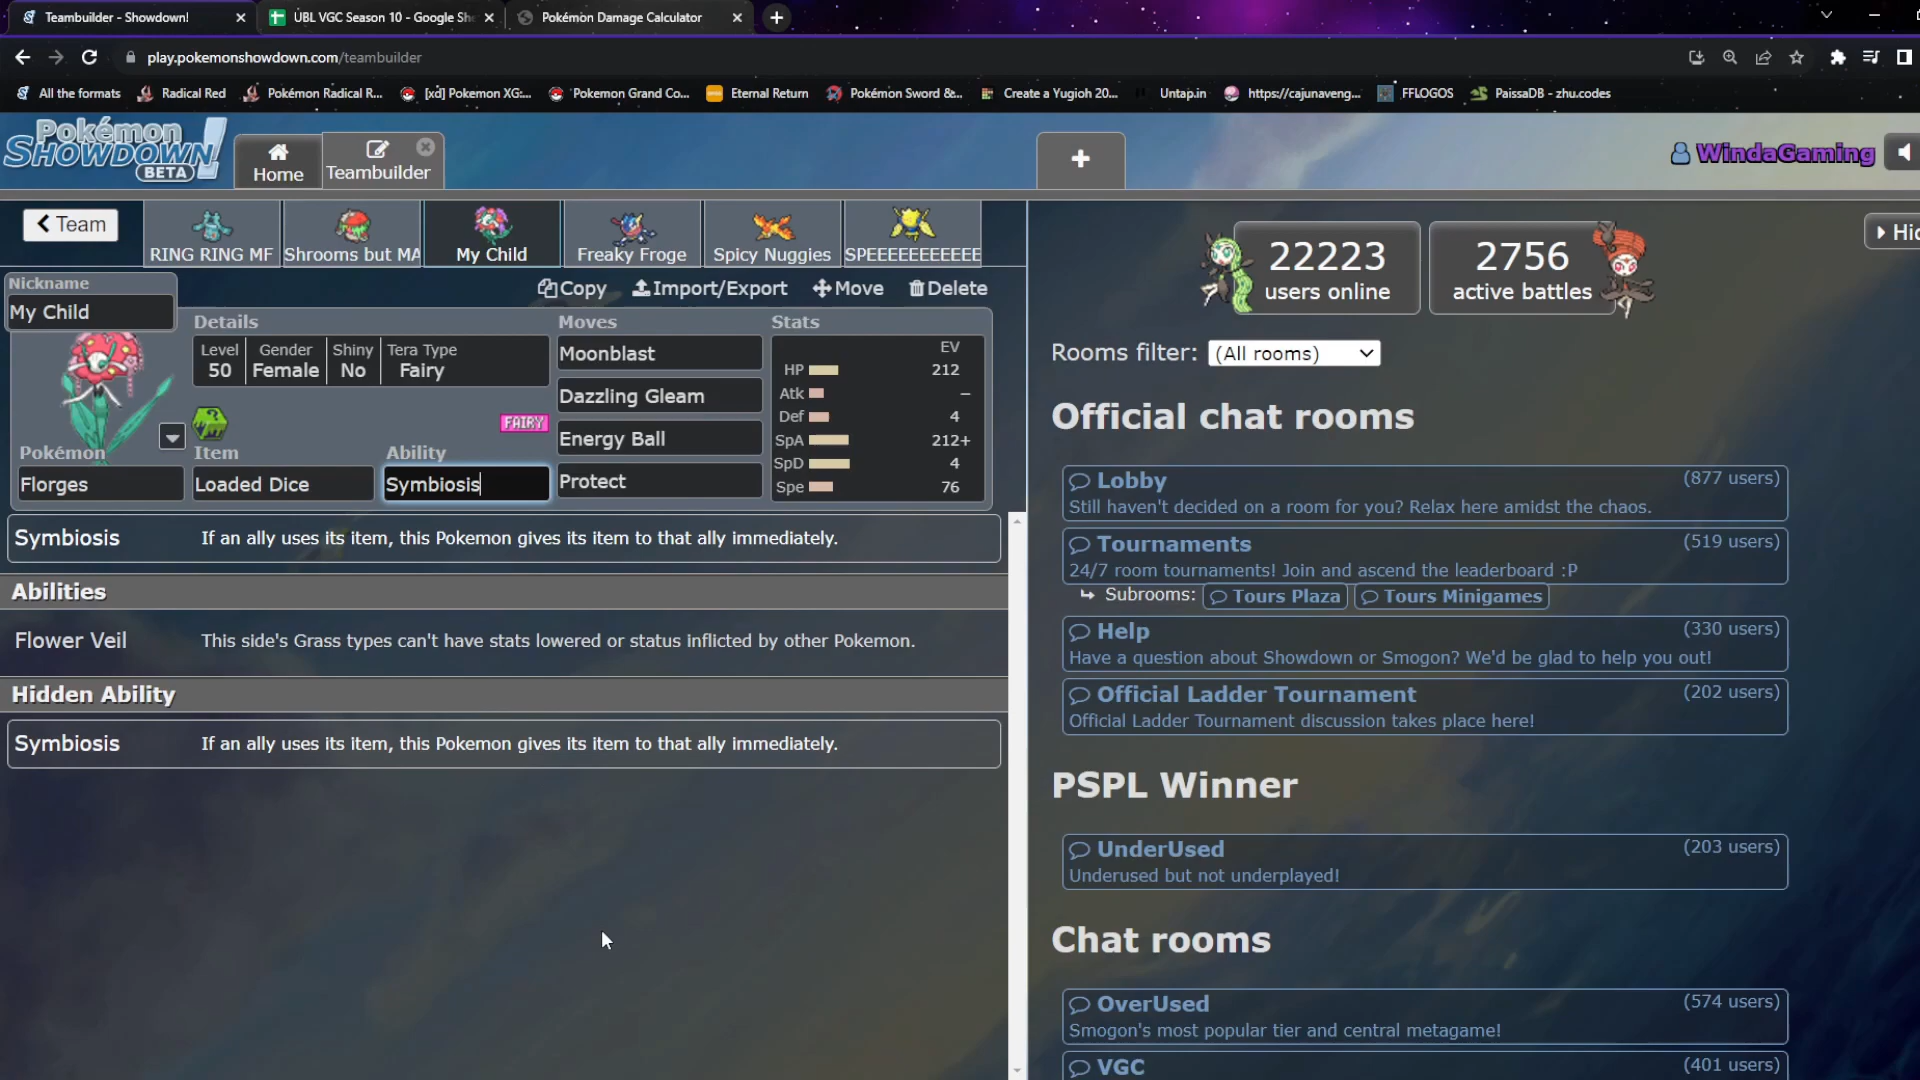 Teambuilder - Showdown!
UBL VGC Season 10 - Google She
Pokémon Damage Calculator
play.pokemonshowdown.com/teambuilder
All the formats
Radical Red
Pokémon Radical R...
[xd] Pokemon XG:...
Pokemon Grand Co...
Eternal Return
Pokémon Sword &...
Create a Yugioh 20...
Untap.in
https://cajunaveng...
FFLOGOS
PaissaDB - zhu.codes
Pokémon
SHOWDOWN!
BETA
Home
Teambuilder
+
WindaGaming
Team
RING RING MF
Shrooms but MA
My Child
Freaky Froge
Spicy Nuggies
SPEEEEEEEEEEE
Copy
Import/Export
Move
Delete
Nickname
My Child
Details
Level
50
Gender
Female
Shiny
No
Tera Type
Fairy
FAIRY
Pokémon
Florges
Item
Loaded Dice
Ability
Symbiosis
Moves
Moonblast
Dazzling Gleam
Energy Ball
Protect
Stats
EV
HP 212
Atk –
Def 4
SpA 212+
SpD 4
Spe 76
Symbiosis If an ally uses its item, this Pokemon gives its item to that ally immediately.
Abilities
Flower Veil This side's Grass types can't have stats lowered or status inflicted by other Pokemon.
Hidden Ability
Symbiosis If an ally uses its item, this Pokemon gives its item to that ally immediately.
22223
users online
2756
active battles
Hid
Rooms filter: (All rooms)
Official chat rooms
Lobby (877 users)
Still haven't decided on a room for you? Relax here amidst the chaos.
Tournaments (519 users)
24/7 room tournaments! Join and ascend the leaderboard :P
Subrooms: Tours Plaza Tours Minigames
Help (330 users)
Have a question about Showdown or Smogon? We'd be glad to help you out!
Official Ladder Tournament (202 users)
Official Ladder Tournament discussion takes place here!
PSPL Winner
UnderUsed (203 users)
Underused but not underplayed!
Chat rooms
OverUsed (574 users)
Smogon's most popular tier and central metagame!
VGC (401 users)